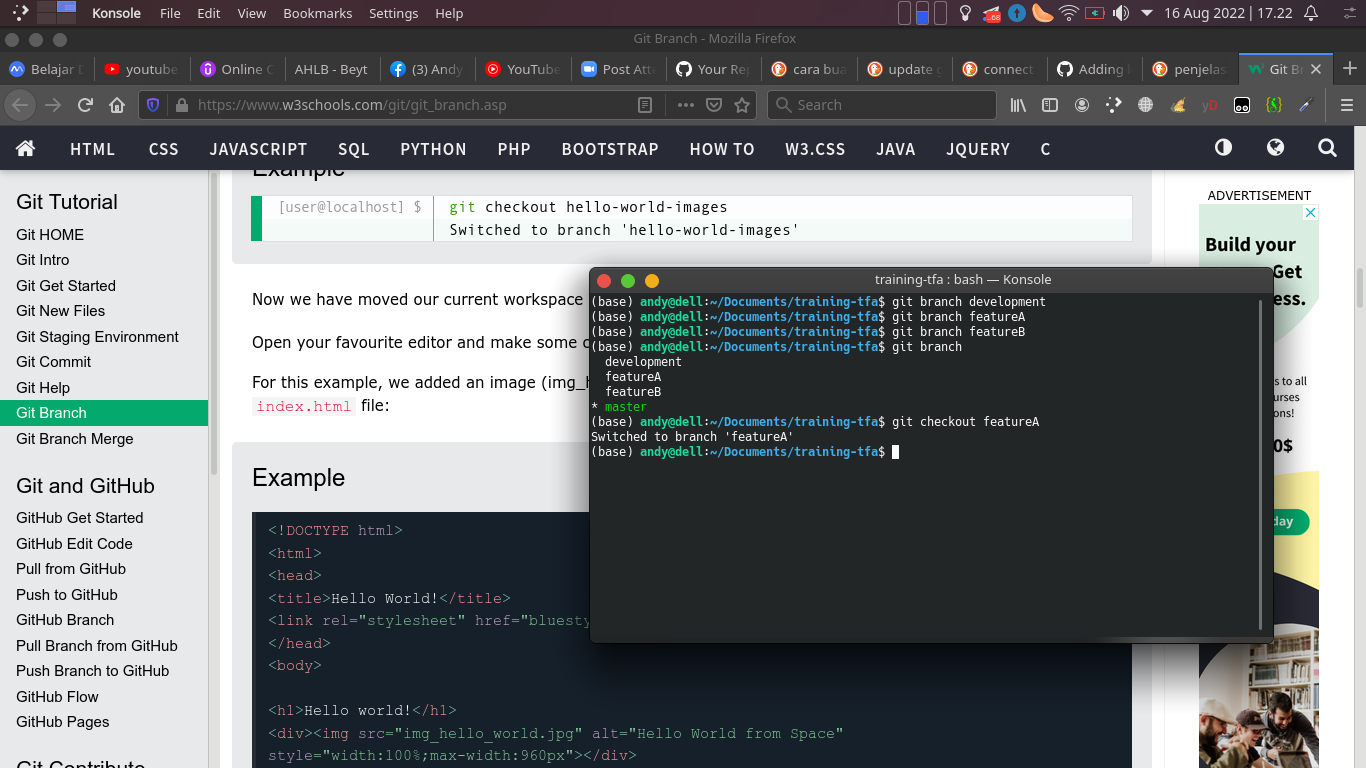 Konsole File Edit View Bookmarks Settings Help
68
16 Aug 2022 | 17.22
Git Branch - Mozilla Firefox
Belajar
youtube
Online C
AHLB - Beyt
(3) Andy
YouTube
Post Atte
Your Rep
cara bua
update g
connect
Adding
penjelas
Git Br
https://www.w3schools.com/git/git_branch.asp
Search
yD
HTML CSS JAVASCRIPT SQL PYTHON PHP BOOTSTRAP HOW TO W3.CSS JAVA JQUERY C
Git Tutorial
Git HOME
Git Intro
Git Get Started
Git New Files
Git Staging Environment
Git Commit
Git Help
Git Branch
Git Branch Merge
Git and GitHub
GitHub Get Started
GitHub Edit Code
Pull from GitHub
Push to GitHub
GitHub Branch
Pull Branch from GitHub
Push Branch to GitHub
GitHub Flow
GitHub Pages
Git Contribute
Example
[user@localhost] $ git checkout hello-world-images
Switched to branch 'hello-world-images'
Now we have moved our current workspace
Open your favourite editor and make some
For this example, we added an image (img_h
index.html file:
Example
<!DOCTYPE html>
<html>
<head>
<title>Hello World!</title>
<link rel="stylesheet" href="bluesty
</head>
<body>
<h1>Hello world!</h1>
<div><img src="img_hello_world.jpg" alt="Hello World from Space"
style="width:100%;max-width:960px"></div>
training-tfa : bash — Konsole
(base) andy@dell:~/Documents/training-tfa$ git branch development
(base) andy@dell:~/Documents/training-tfa$ git branch featureA
(base) andy@dell:~/Documents/training-tfa$ git branch featureB
(base) andy@dell:~/Documents/training-tfa$ git branch
development
featureA
featureB
* master
(base) andy@dell:~/Documents/training-tfa$ git checkout featureA
Switched to branch 'featureA'
(base) andy@dell:~/Documents/training-tfa$
ADVERTISEMENT
Build your
Get
ess.
s to all
urses
ons!
0$
day